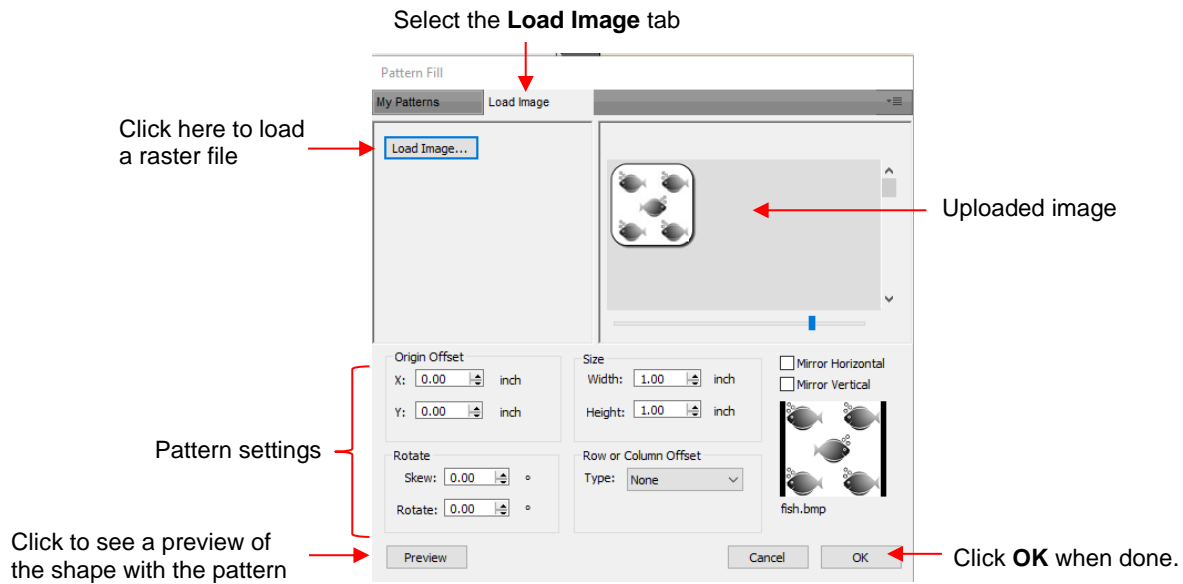 Select the Load Image tab
Pattern Fill
My Patterns Load Image
Click here to load
a raster file
Load Image...
Uploaded image
Origin Offset
X: 0.00 inch
Y: 0.00 inch
Size
Width: 1.00 inch
Height: 1.00 inch
Mirror Horizontal
Mirror Vertical
Pattern settings
Rotate
Skew: 0.00 °
Rotate: 0.00 °
Row or Column Offset
Type: None
fish.bmp
Click to see a preview of
the shape with the pattern
Preview
Cancel
OK
Click OK when done.